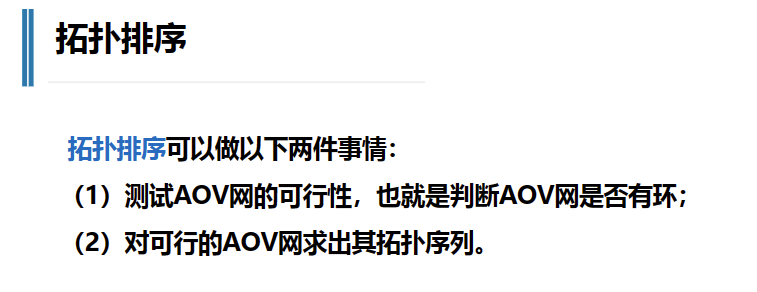 拓扑排序
拓扑排序可以做以下两件事情：
（1）测试AOV网的可行性，也就是判断AOV网是否有环；
（2）对可行的AOV网求出其拓扑序列。